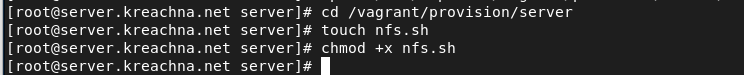 [root@server.kreachna.net server]# cd /vagrant/provision/server
[root@server.kreachna.net server]# touch nfs.sh
[root@server.kreachna.net server]# chmod +x nfs.sh
[root@server.kreachna.net server]#